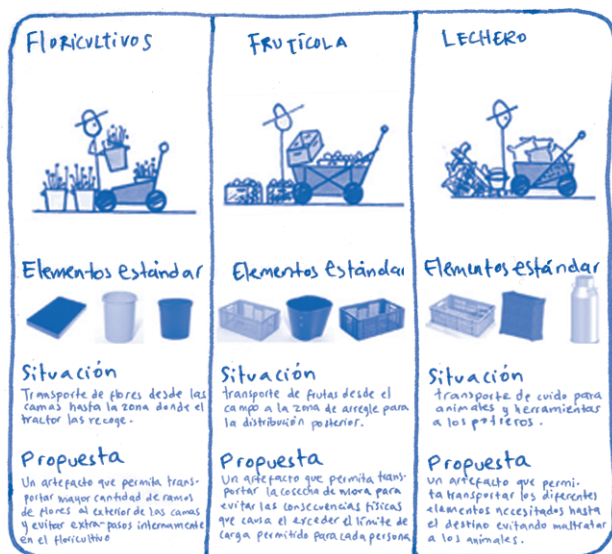 FLORICULTIVOS
Elementos estándar
Situación
Transporte de flores desde las
camas hasta la zona donde el
tractor las recoge.
Propuesta
Un artefacto que permita trans-
portar mayor cantidad de ramos
de flores al exterior de las camas
y evitar extra-pasos internamente
en el floricultivo
FRUTÍCOLA
Elementos estándar
Situación
transporte de frutas desde el
campo a la zona de arregle para
la distribución posterior.
Propuesta
Un artefacto que permita trans-
portar la cosecha de mora para
evitar las consecuencias físicas
que causa el exceder el límite de
carga permitido para cada persona
LECHERO
Elementos estándar
Situación
transporte de cuido para
animales y herramientas
a los potreros.
Propuesta
un artefacto que permi-
ta transportar los diferentes
elementos necesitados hasta
el destino evitando maltratar
a los animales.